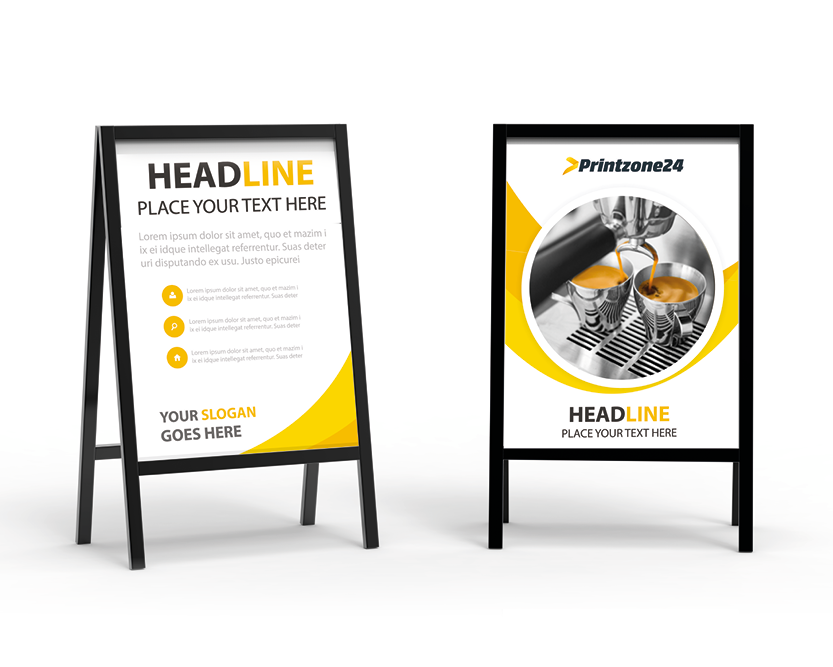 HEADLINE
PLACE YOUR TEXT HERE
Lorem ipsum dolor sit amet, quo et mazim i
ix ei idque intellegat referrentur. Suas deter
uri disputando ex usu. Justo epicurei
Lorem ipsum dolor sit amet, quo et mazim i
ix ei idque intellegat referrentur. Suas deter
Lorem ipsum dolor sit amet, quo et mazim i
ix ei idque intellegat referrentur. Suas deter
Lorem ipsum dolor sit amet, quo et mazim i
ix ei idque intellegat referrentur. Suas deter
YOUR SLOGAN
GOES HERE
Printzone24
HEADLINE
PLACE YOUR TEXT HERE